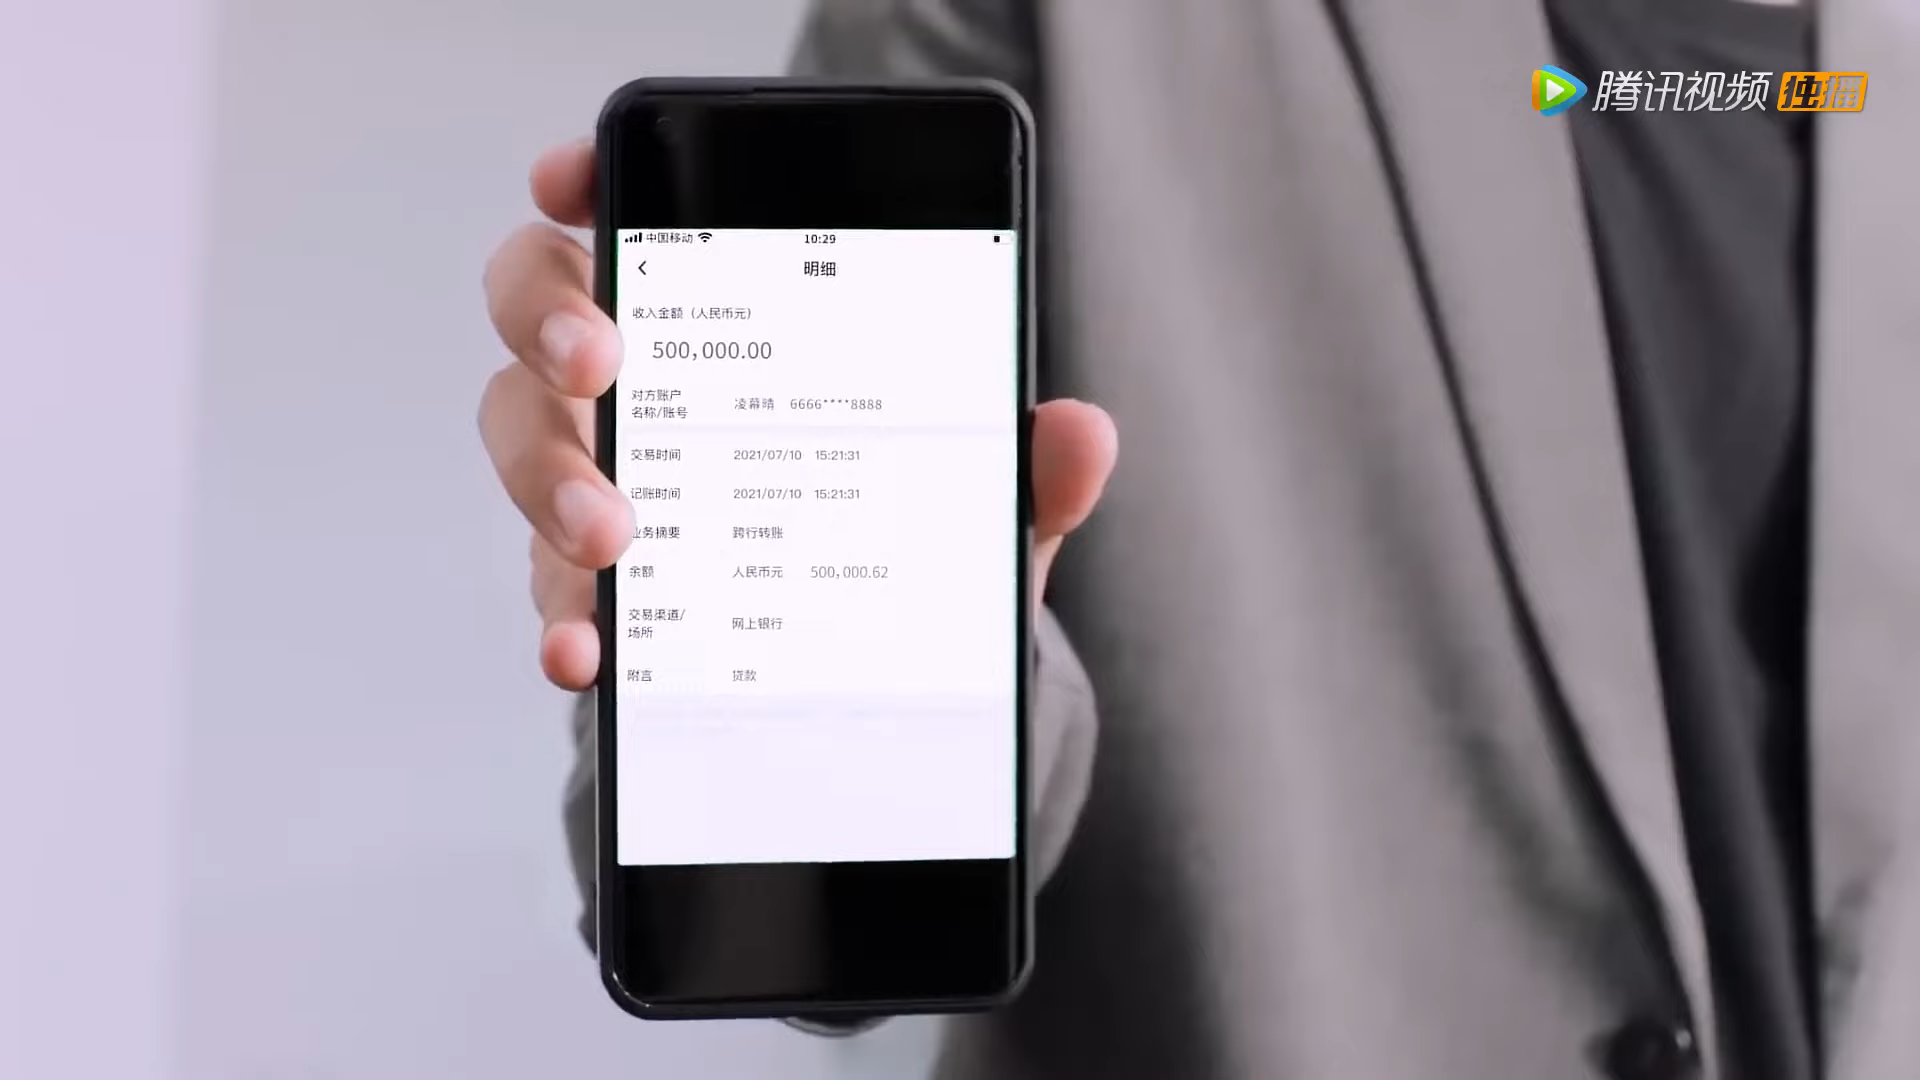 腾讯视频 独播
中国移动 10:29
明细
收入金额（人民币元）
500,000.00
对方账户
名称/账号 凌幕晴 6666****8888
交易时间 2021/07/10 15:21:31
记账时间 2021/07/10 15:21:31
业务摘要 跨行转账
余额 人民币元 500,000.62
交易渠道/
场所 网上银行
附言 贷款